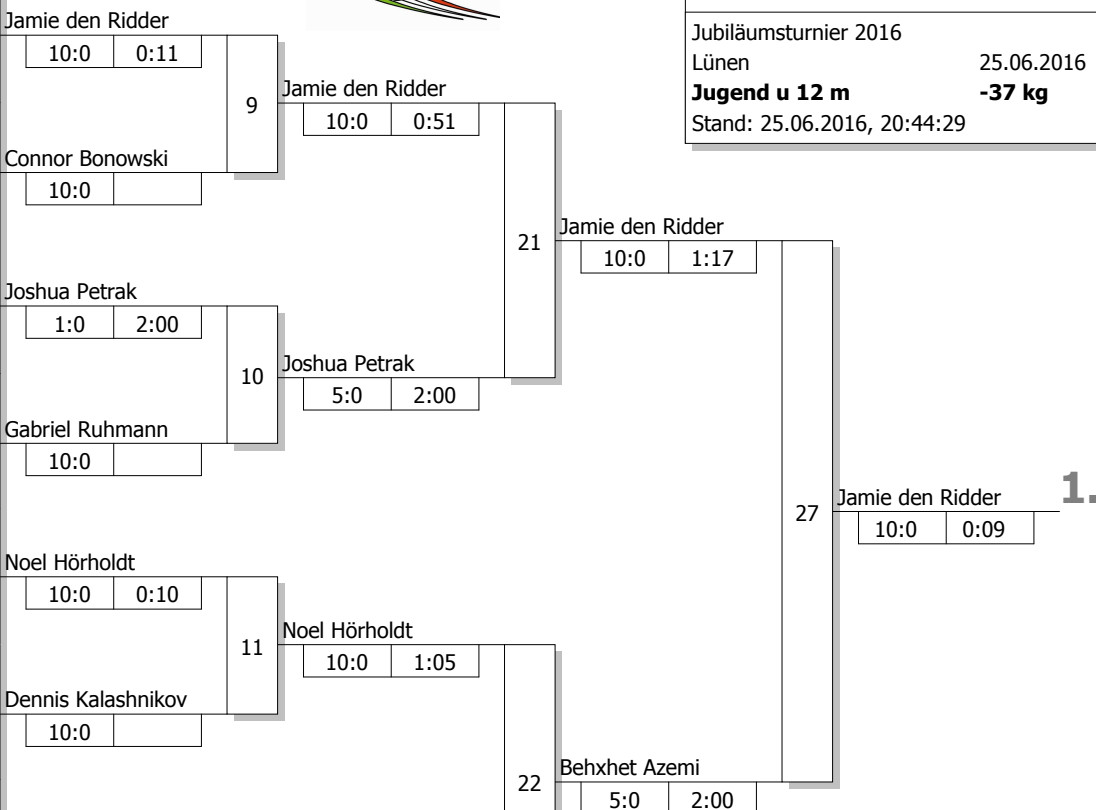 Jamie den Ridder
10:0 0:11
9
Jamie den Ridder
10:0 0:51
Connor Bonowski
10:0
Jubiläumsturnier 2016
Lünen 25.06.2016
Jugend u 12 m -37 kg
Stand: 25.06.2016, 20:44:29
21
Jamie den Ridder
10:0 1:17
Joshua Petrak
1:0 2:00
10
Joshua Petrak
5:0 2:00
Gabriel Ruhmann
10:0
27
Jamie den Ridder 1.
10:0 0:09
Noel Hörholdt
10:0 0:10
11
Noel Hörholdt
10:0 1:05
Dennis Kalashnikov
10:0
22
Behxhet Azemi
5:0 2:00